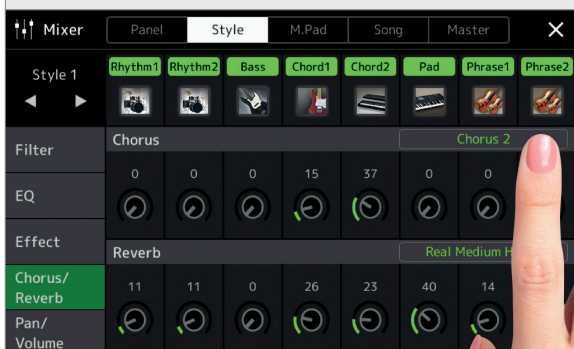 Mixer
Panel Style M.Pad Song Master
Style 1
Rhythm1 Rhythm2 Bass Chord1 Chord2 Pad Phrase1 Phrase2
Filter
EQ
Effect
Chorus/
Reverb
Pan/
Volume
Chorus Chorus 2
0 0 0 15 37 0 0
Reverb Real Medium
11 11 0 26 23 40 14